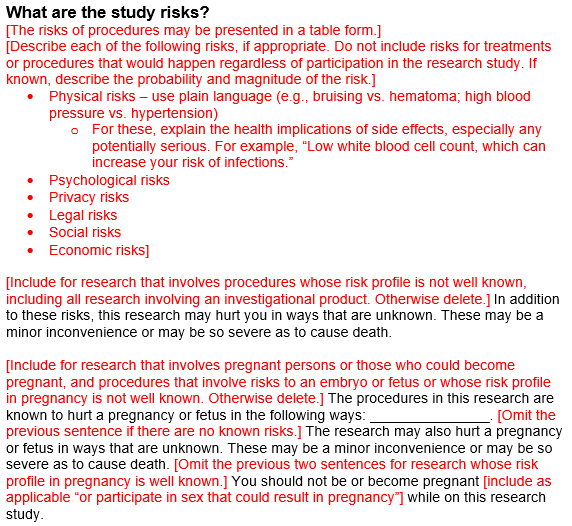 What are the study risks?
[The risks of procedures may be presented in a table form.]
[Describe each of the following risks, if appropriate. Do not include risks for treatments
or procedures that would happen regardless of participation in the research study. If
known, describe the probability and magnitude of the risk.]
• Physical risks – use plain language (e.g., bruising vs. hematoma; high blood
pressure vs. hypertension)
o For these, explain the health implications of side effects, especially any
potentially serious. For example, “Low white blood cell count, which can
increase your risk of infections.”
• Psychological risks
• Privacy risks
• Legal risks
• Social risks
• Economic risks]
[Include for research that involves procedures whose risk profile is not well known,
including all research involving an investigational product. Otherwise delete.] In addition
to these risks, this research may hurt you in ways that are unknown. These may be a
minor inconvenience or may be so severe as to cause death.
[Include for research that involves pregnant persons or those who could become
pregnant, and procedures that involve risks to an embryo or fetus or whose risk profile
in pregnancy is not well known. Otherwise delete.] The procedures in this research are
known to hurt a pregnancy or fetus in the following ways: ________________. [Omit the
previous sentence if there are no known risks.] The research may also hurt a pregnancy
or fetus in ways that are unknown. These may be a minor inconvenience or may be so
severe as to cause death. [Omit the previous two sentences for research whose risk
profile in pregnancy is well known.] You should not be or become pregnant [include as
applicable “or participate in sex that could result in pregnancy”] while on this research
study.